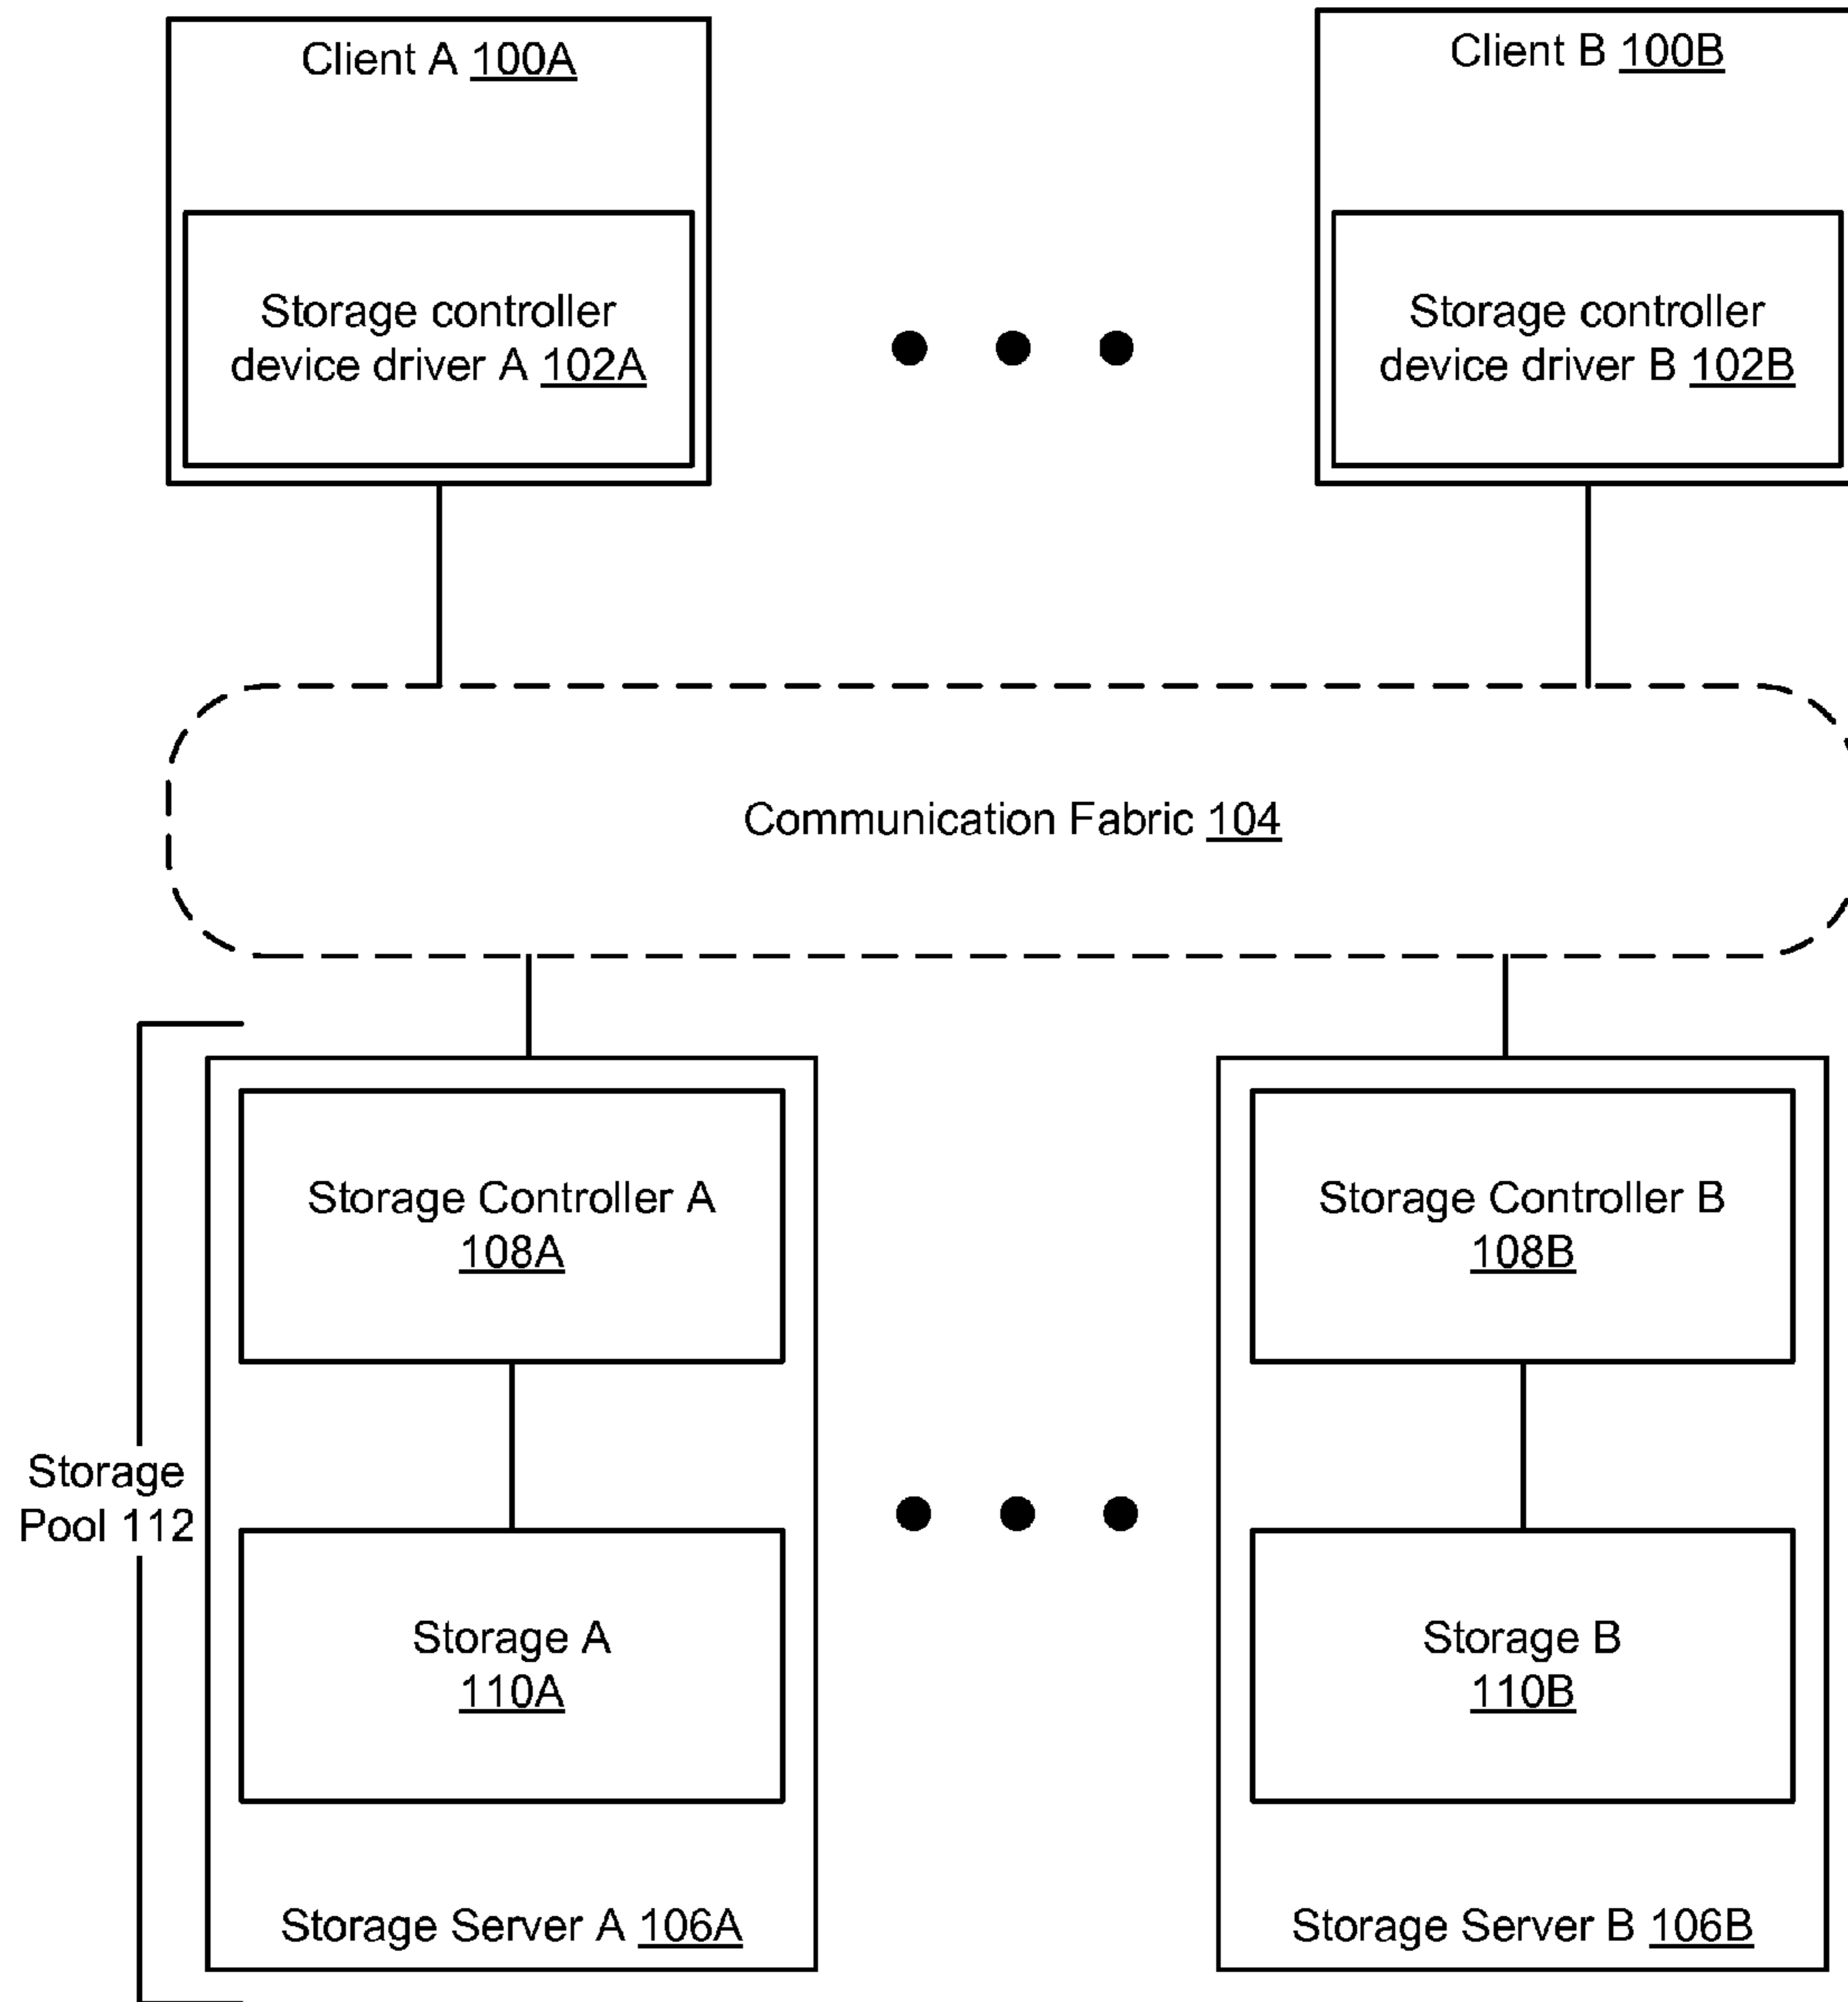 Client A 100A
Client B 100B
Storage controller
device driver A 102A
Storage controller
device driver B 102B
Communication Fabric 104
Storage Controller A
108A
Storage Controller B
108B
Storage
Pool 112
Storage A
110A
Storage B
110B
Storage Server A 106A
Storage Server B 106B